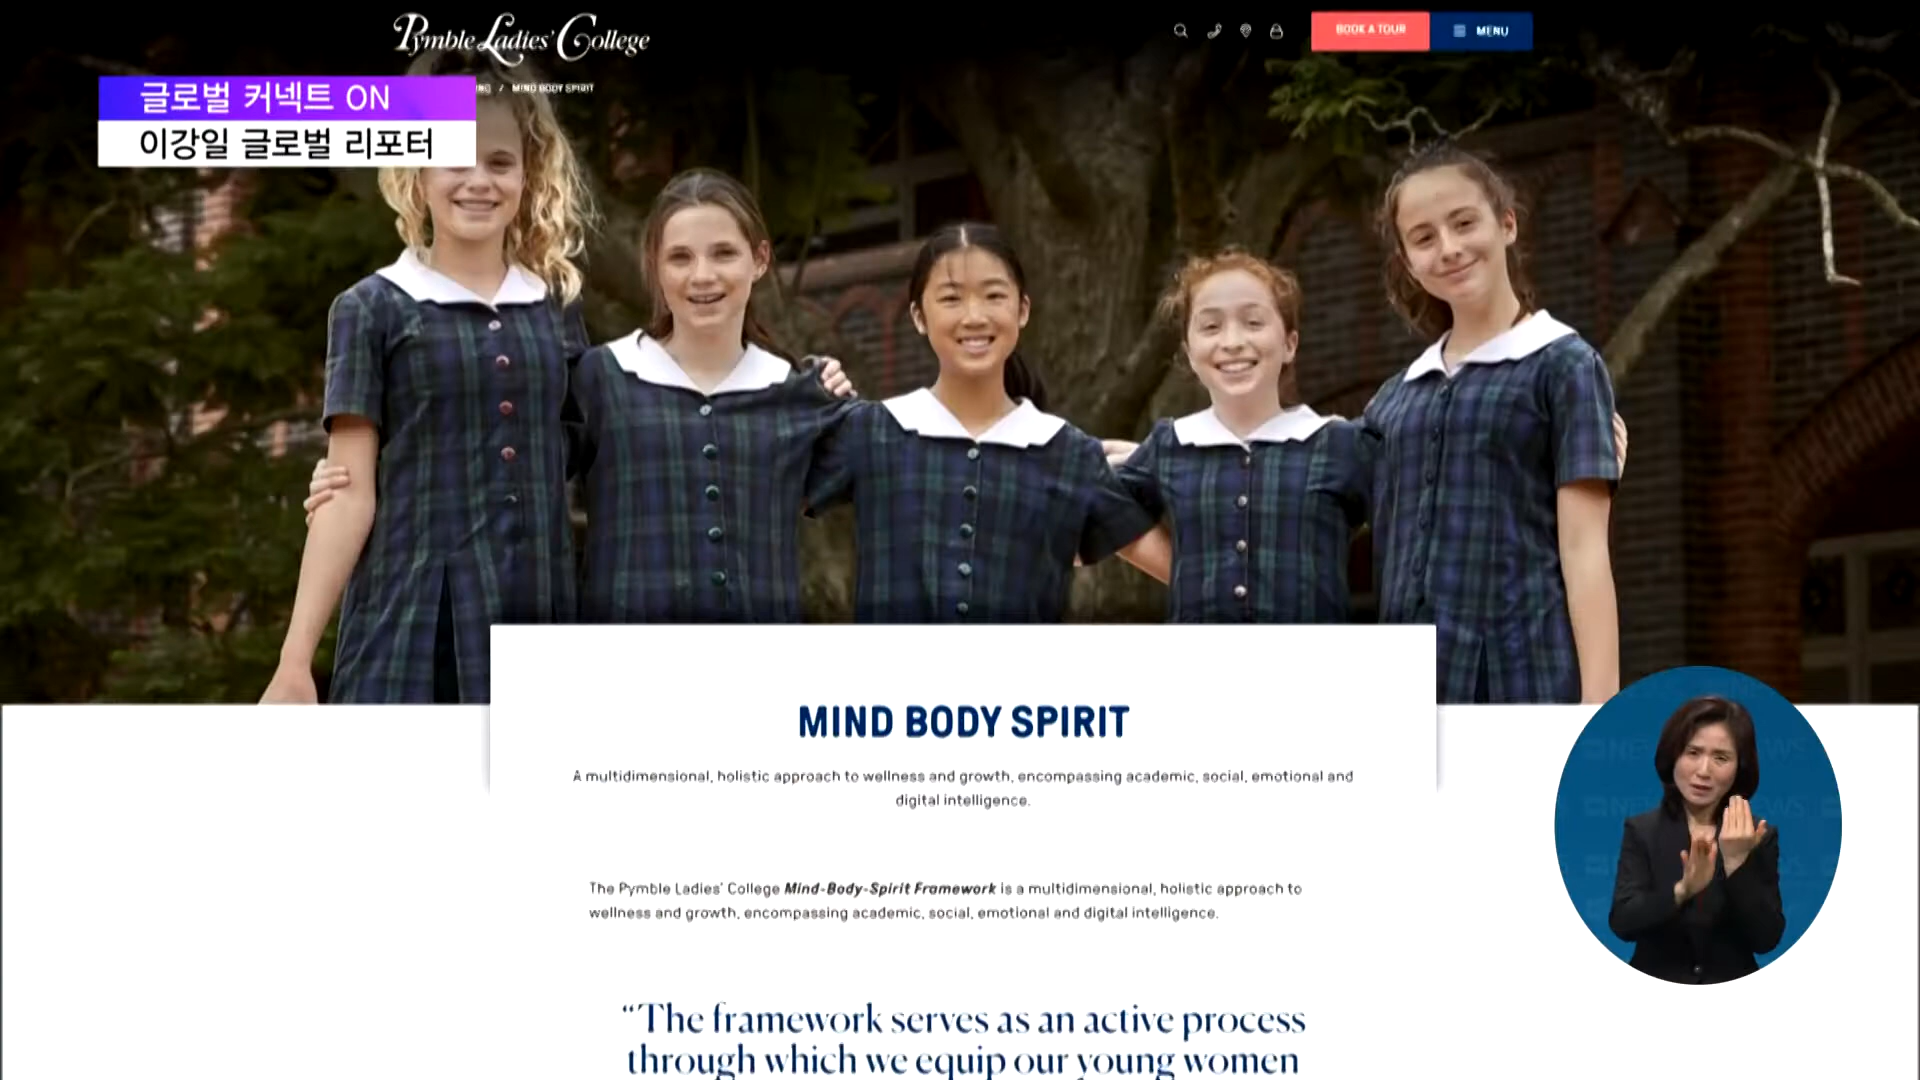 Pymble Ladies' College
BOOK A TOUR
MENU
글로벌 커넥트 ON
/ MIND BODY SPIRIT
이강일 글로벌 리포터
MIND BODY SPIRIT
A multidimensional, holistic approach to wellness and growth, encompassing academic, social, emotional and
digital intelligence.
The Pymble Ladies' College Mind-Body-Spirit Framework is a multidimensional, holistic approach to
wellness and growth, encompassing academic, social, emotional and digital intelligence.
“The framework serves as an active process
through which we equip our young women